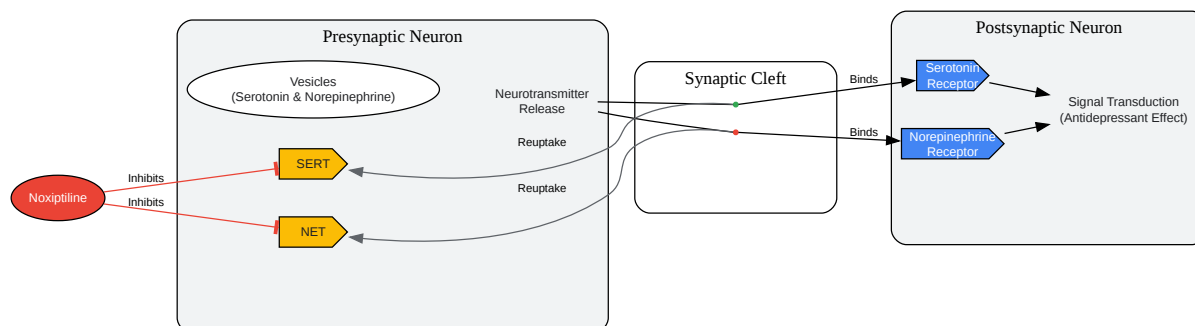 Presynaptic Neuron
Vesicles
(Serotonin & Norepinephrine)
Neurotransmitter
Release
Reuptake
Reuptake
SERT
NET
Inhibits
Inhibits
Noxiptiline
Synaptic Cleft
Binds
Binds
Postsynaptic Neuron
Serotonin
Receptor
Norepinephrine
Receptor
Signal Transduction
(Antidepressant Effect)